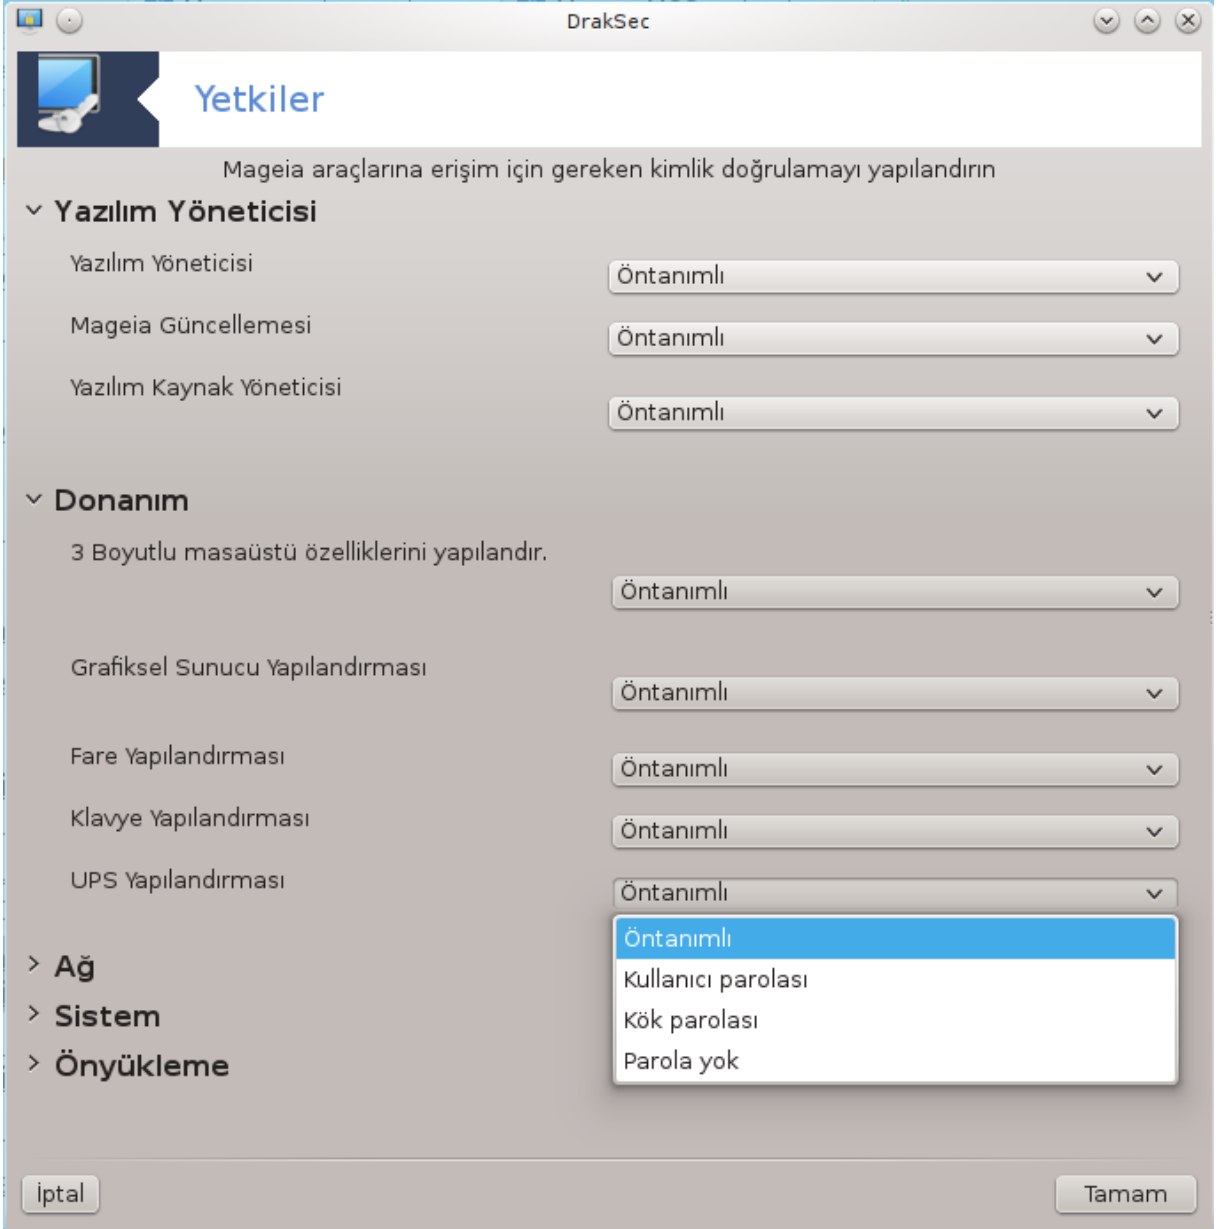 DrakSec
Yetkiler
Mageia araçlarına erişim için gereken kimlik doğrulamayı yapılandırın
Yazılım Yöneticisi
Yazılım Yöneticisi
Öntanımlı
Mageia Güncellemesi
Öntanımlı
Yazılım Kaynak Yöneticisi
Öntanımlı
Donanım
3 Boyutlu masaüstü özelliklerini yapılandır.
Öntanımlı
Grafiksel Sunucu Yapılandırması
Öntanımlı
Fare Yapılandırması
Öntanımlı
Klavye Yapılandırması
Öntanımlı
UPS Yapılandırması
Öntanımlı
Öntanımlı
Kullanıcı parolası
Kök parolası
Parola yok
Ağ
Sistem
Önyükleme
İptal
Tamam